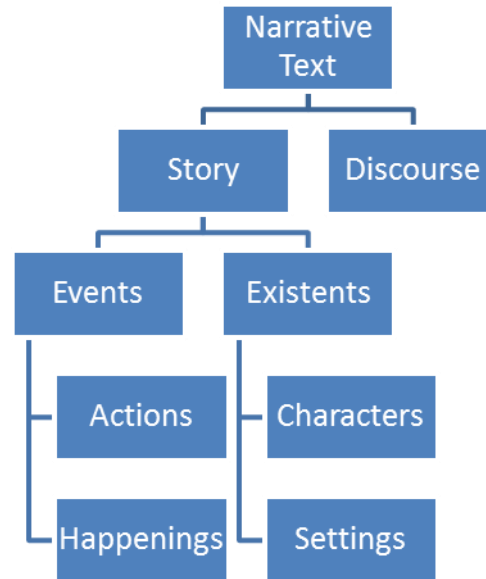 Narrative
Text
Story
Discourse
Events
Existents
Actions
Characters
Happenings
Settings